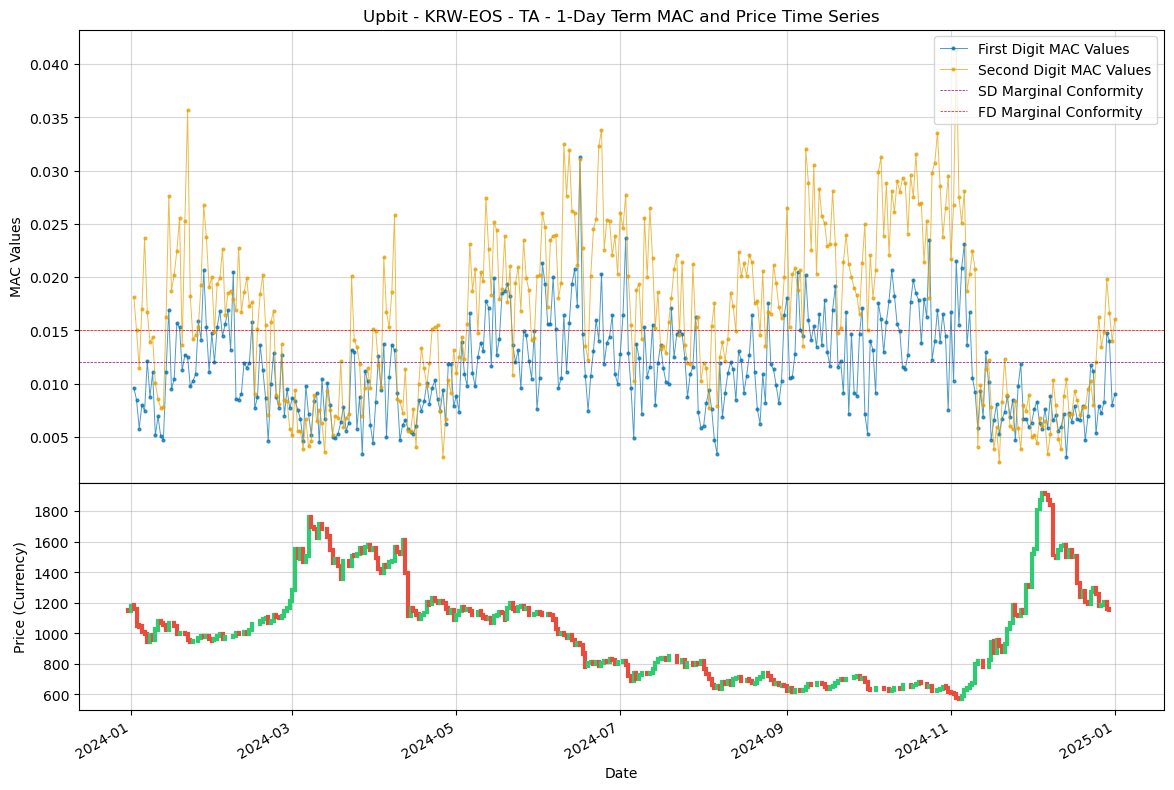 Upbit - KRW-EOS - TA - 1-Day Term MAC and Price Time Series
First Digit MAC Values
Second Digit MAC Values
SD Marginal Conformity
FD Marginal Conformity
MAC Values
0.040
0.035
0.030
0.025
0.020
0.015
0.010
0.005
Price (Currency)
1800
1600
1400
1200
1000
800
600
2024-01
2024-03
2024-05
2024-07
2024-09
2024-11
2025-01
Date